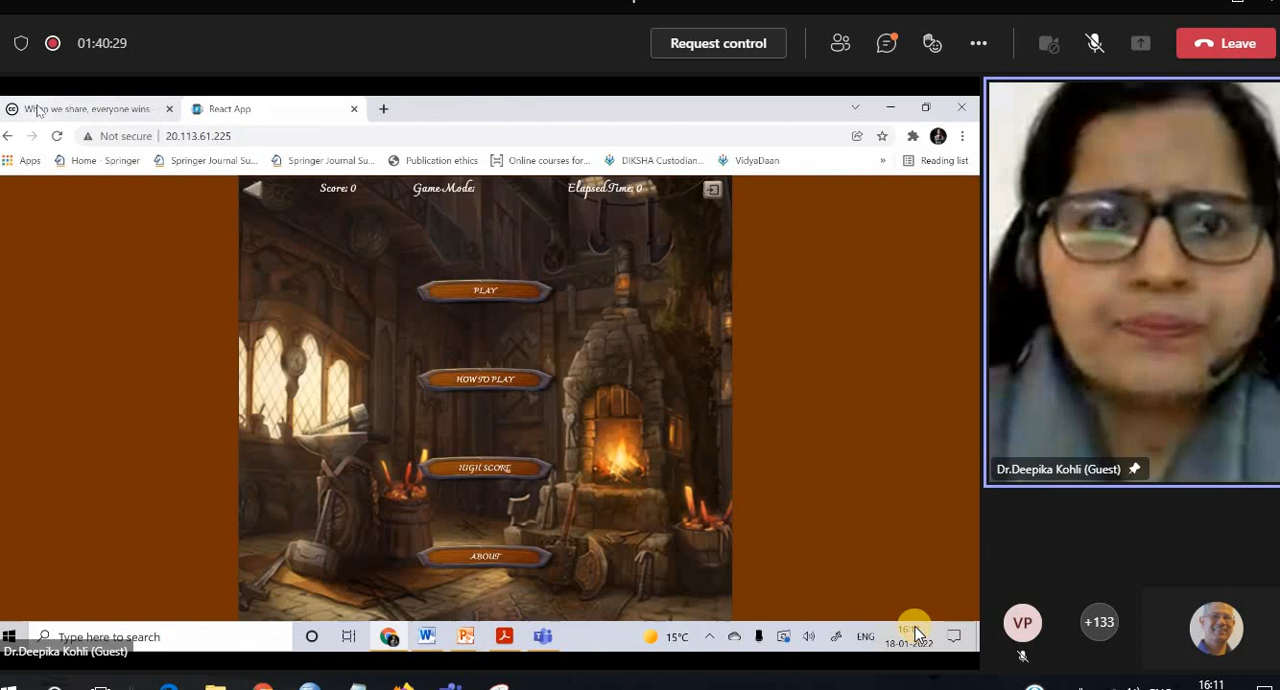 01:40:29
Request control
Leave
When we share, everyone wins
React App
Not secure
20.113.61.225
Apps
Home - Springer
Springer Journal Su...
Springer Journal Su...
Publication ethics
Online courses for...
DIKSHA Custodian...
VidyaDaan
»
Reading list
Score: 0
Game Mode:
Elapsed Time: 0
PLAY
HOW TO PLAY
HIGH SCORE
ABOUT
Dr.Deepika Kohli (Guest)
VP
+133
Type here to search
15°C
ENG
18-01-2022
Dr.Deepika Kohli (Guest)
16:11